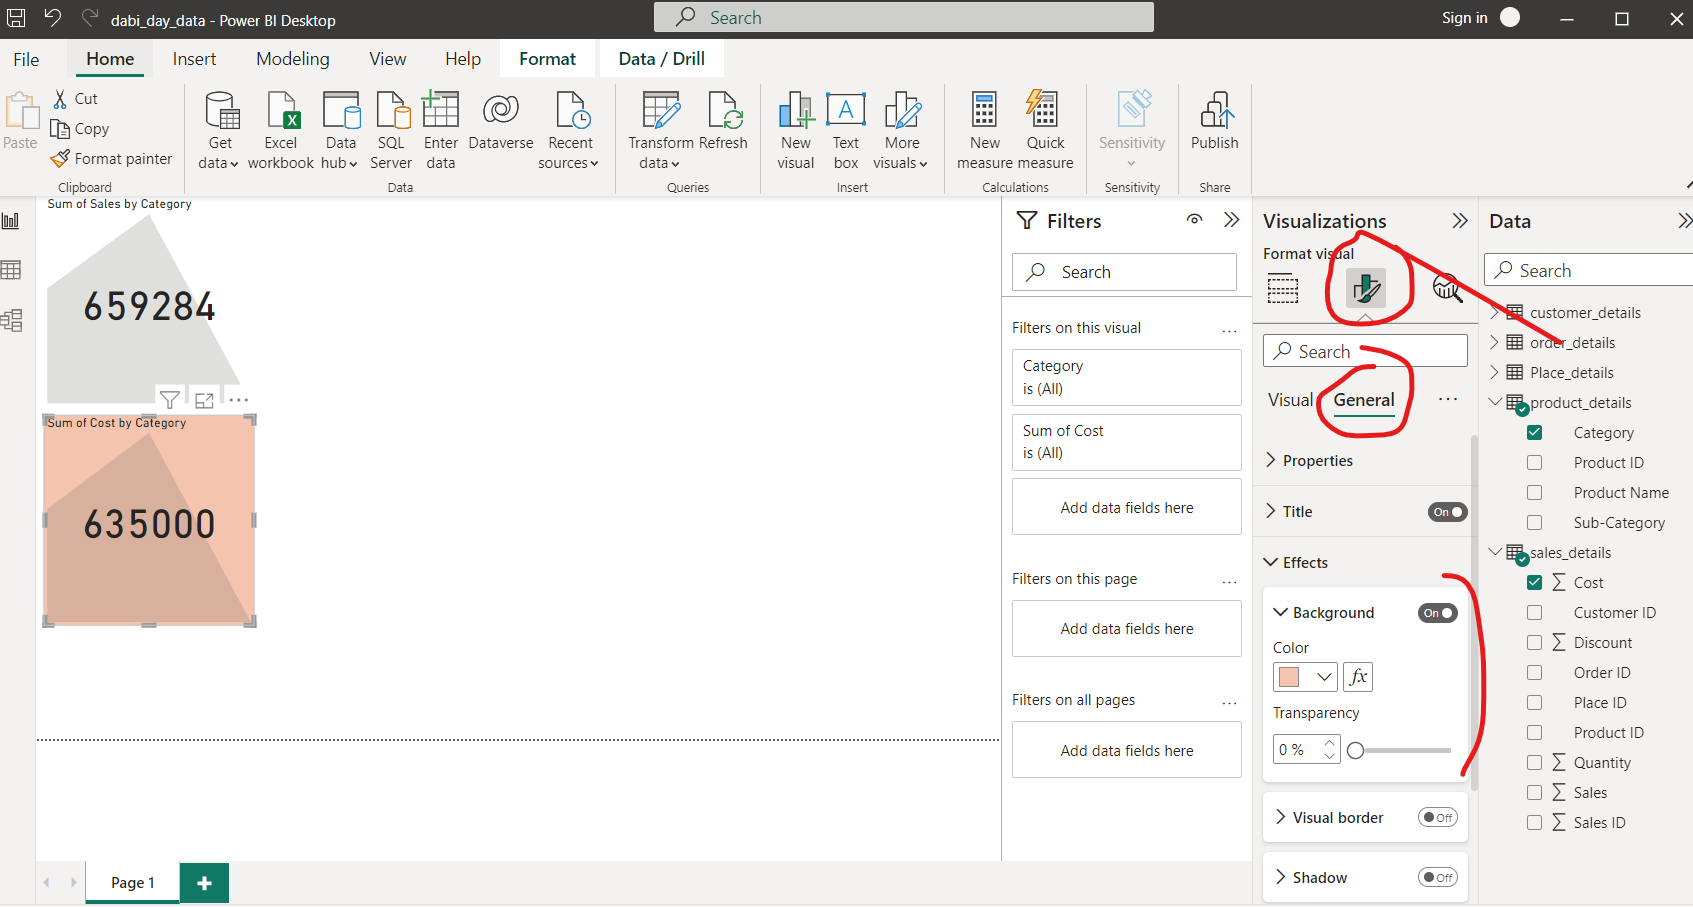 dabi_day_data - Power BI Desktop
Search
Sign in
File
Home
Insert
Modeling
View
Help
Format
Data / Drill
Paste
Cut
Copy
Format painter
Clipboard
Get data
Excel workbook
Data hub
SQL Server
Enter data
Dataverse
Recent sources
Data
Transform data
Refresh
Queries
New visual
Text box
A
More visuals
Insert
New measure
Quick measure
Calculations
Sensitivity
Sensitivity
Publish
Share
Sum of Sales by Category
659284
Sum of Cost by Category
635000
Filters
Search
Filters on this visual
...
Category
is (All)
Sum of Cost
is (All)
Add data fields here
Filters on this page
...
Add data fields here
Filters on all pages
...
Add data fields here
Visualizations
Format visual
Search
Visual
General
...
Properties
Title
On
Effects
Background
On
Color
fx
Transparency
0 %
Visual border
Off
Shadow
Off
Data
Search
customer_details
order_details
Place_details
product_details
Category
Product ID
Product Name
Sub-Category
sales_details
∑ Cost
Customer ID
∑ Discount
Order ID
Place ID
Product ID
∑ Quantity
∑ Sales
∑ Sales ID
Page 1
+